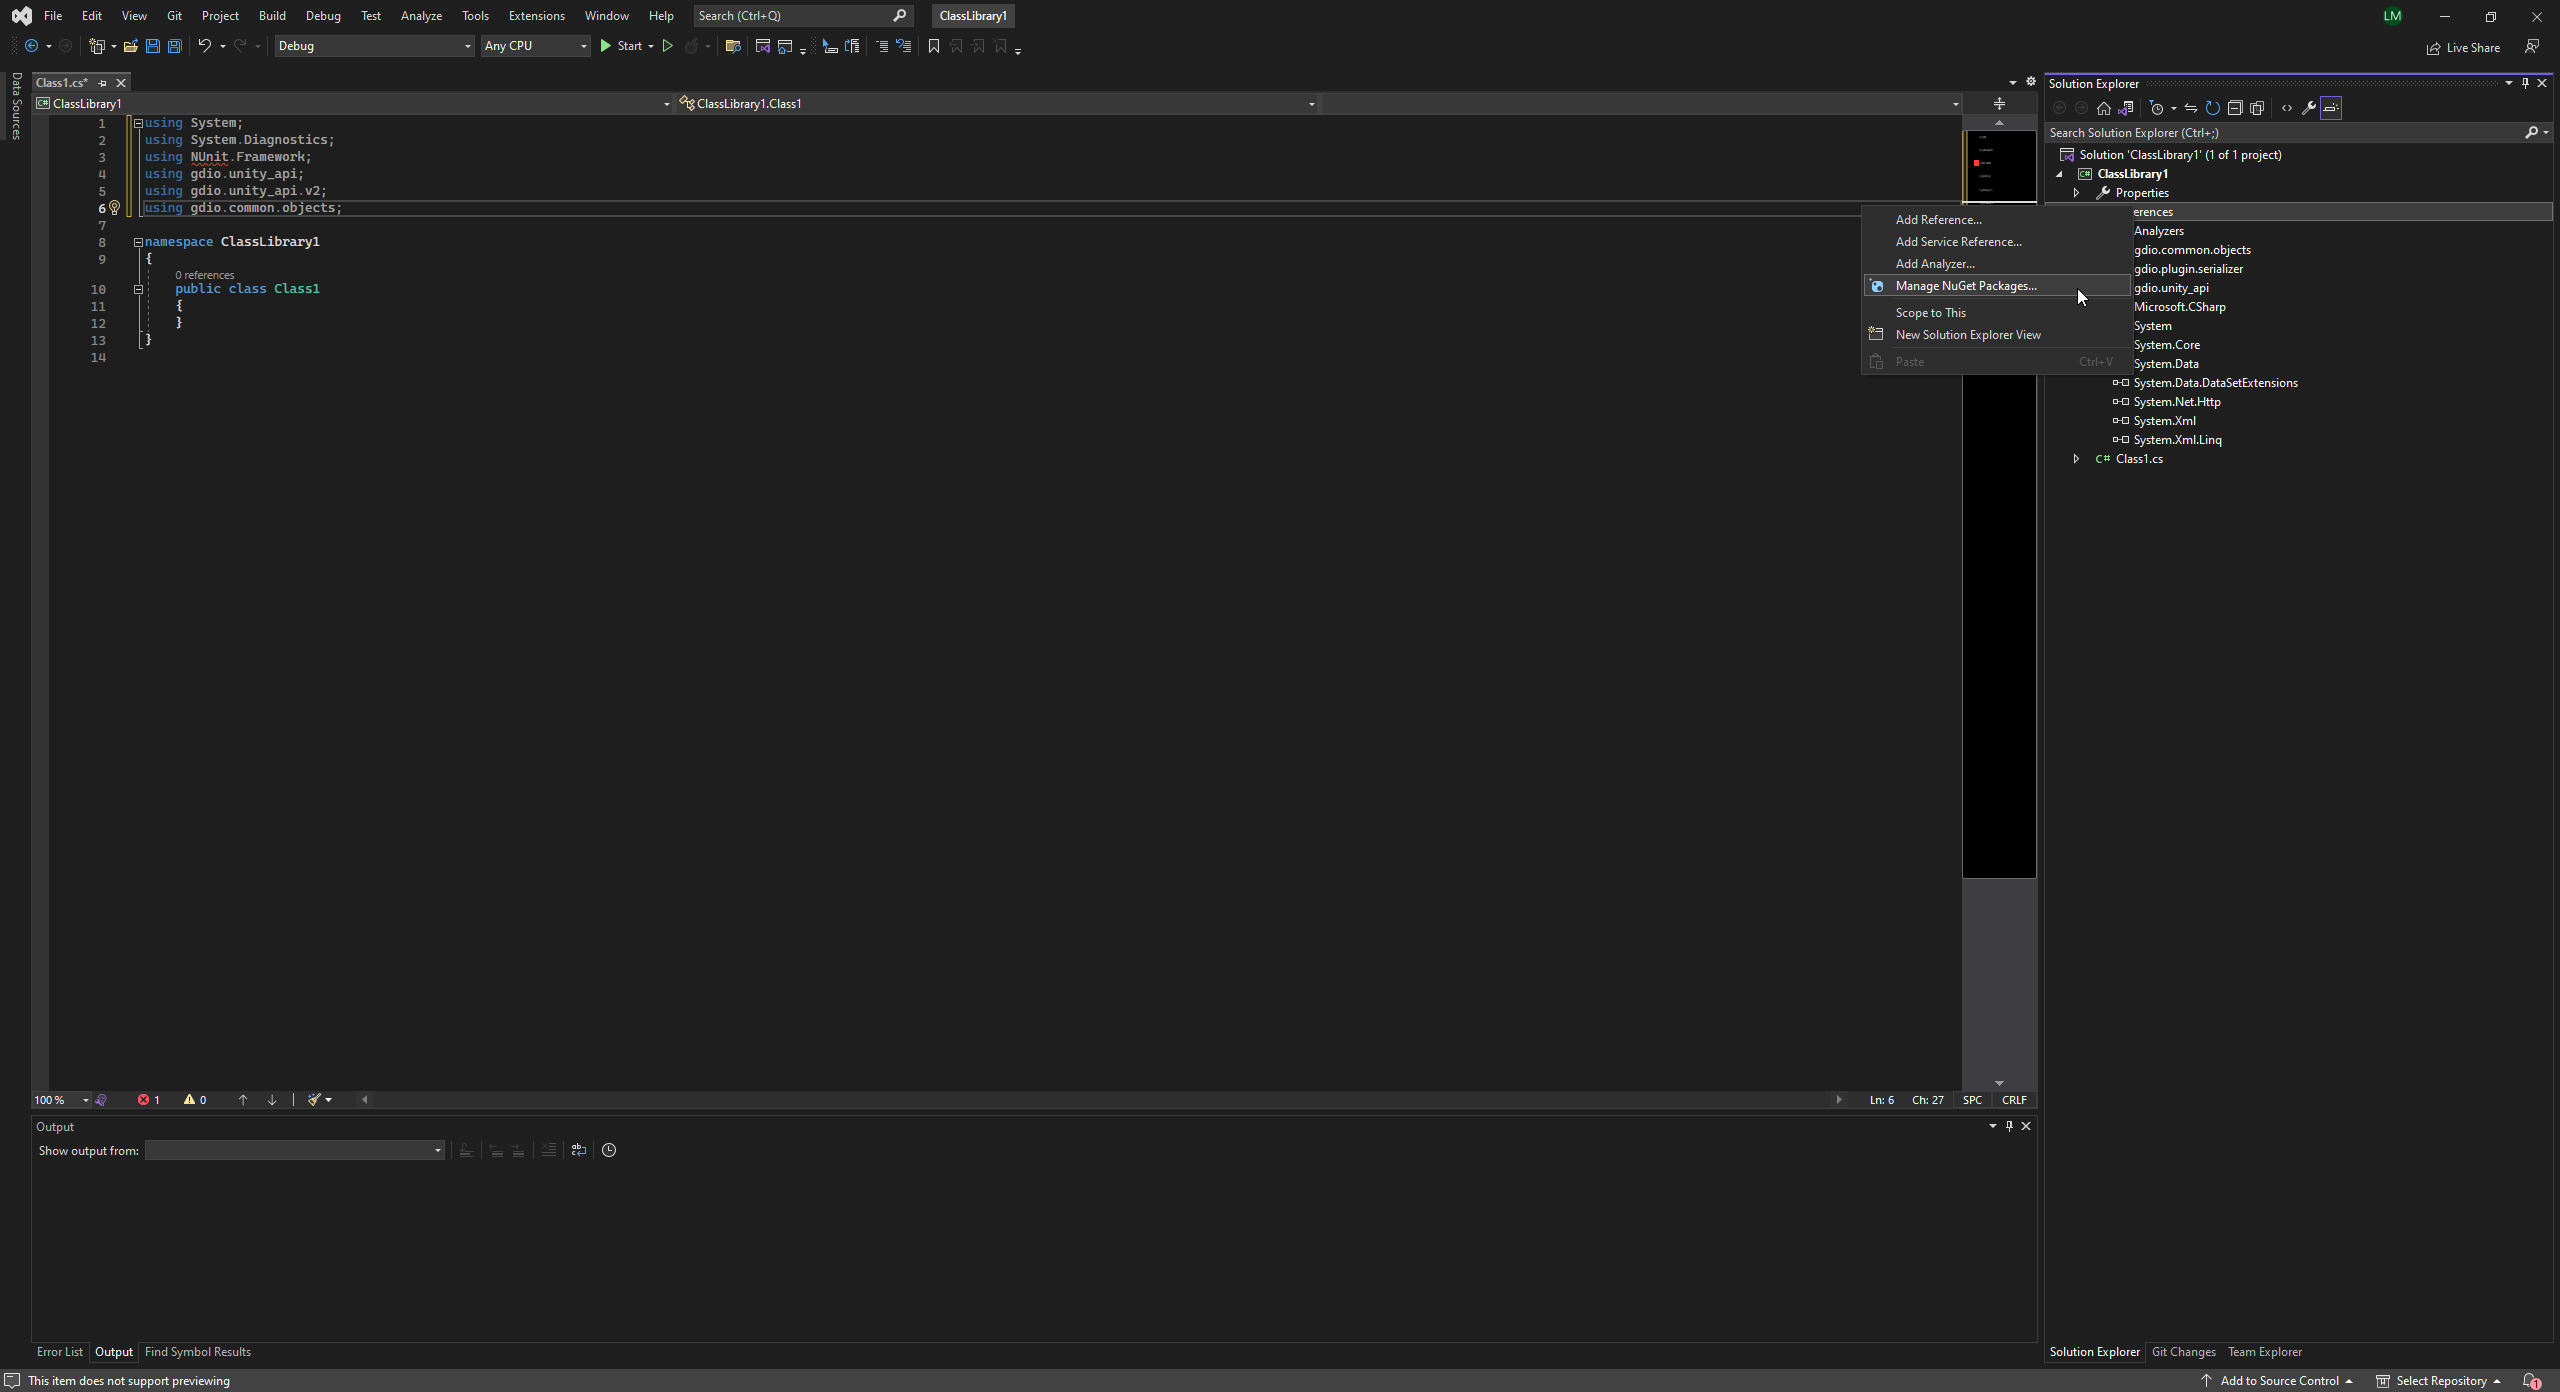 File Edit View Git Project Build Debug Test Analyze Tools Extensions Window Help Search (Ctrl+Q) ClassLibrary1 LM
Debug Any CPU Start Live Share
Data Sources
Class1.cs*
ClassLibrary1 ClassLibrary1.Class1
1 using System;
2 using System.Diagnostics;
3 using NUnit.Framework;
4 using gdio.unity_api;
5 using gdio.unity_api.v2;
6 using gdio.common.objects;
7
8 namespace ClassLibrary1
9 {
0 references
10 public class Class1
11 {
12 }
13 }
14
Add Reference...
Add Service Reference...
Add Analyzer...
Manage NuGet Packages...
Scope to This
New Solution Explorer View
Paste Ctrl+V
Solution Explorer
Search Solution Explorer (Ctrl+;)
Solution 'ClassLibrary1' (1 of 1 project)
ClassLibrary1
Properties
erences
Analyzers
gdio.common.objects
gdio.plugin.serializer
gdio.unity_api
Microsoft.CSharp
System
System.Core
System.Data
System.Data.DataSetExtensions
System.Net.Http
System.Xml
System.Xml.Linq
C# Class1.cs
100 % 1 0 Ln: 6 Ch: 27 SPC CRLF
Output
Show output from:
Error List Output Find Symbol Results
Solution Explorer Git Changes Team Explorer
This item does not support previewing
Add to Source Control Select Repository 1